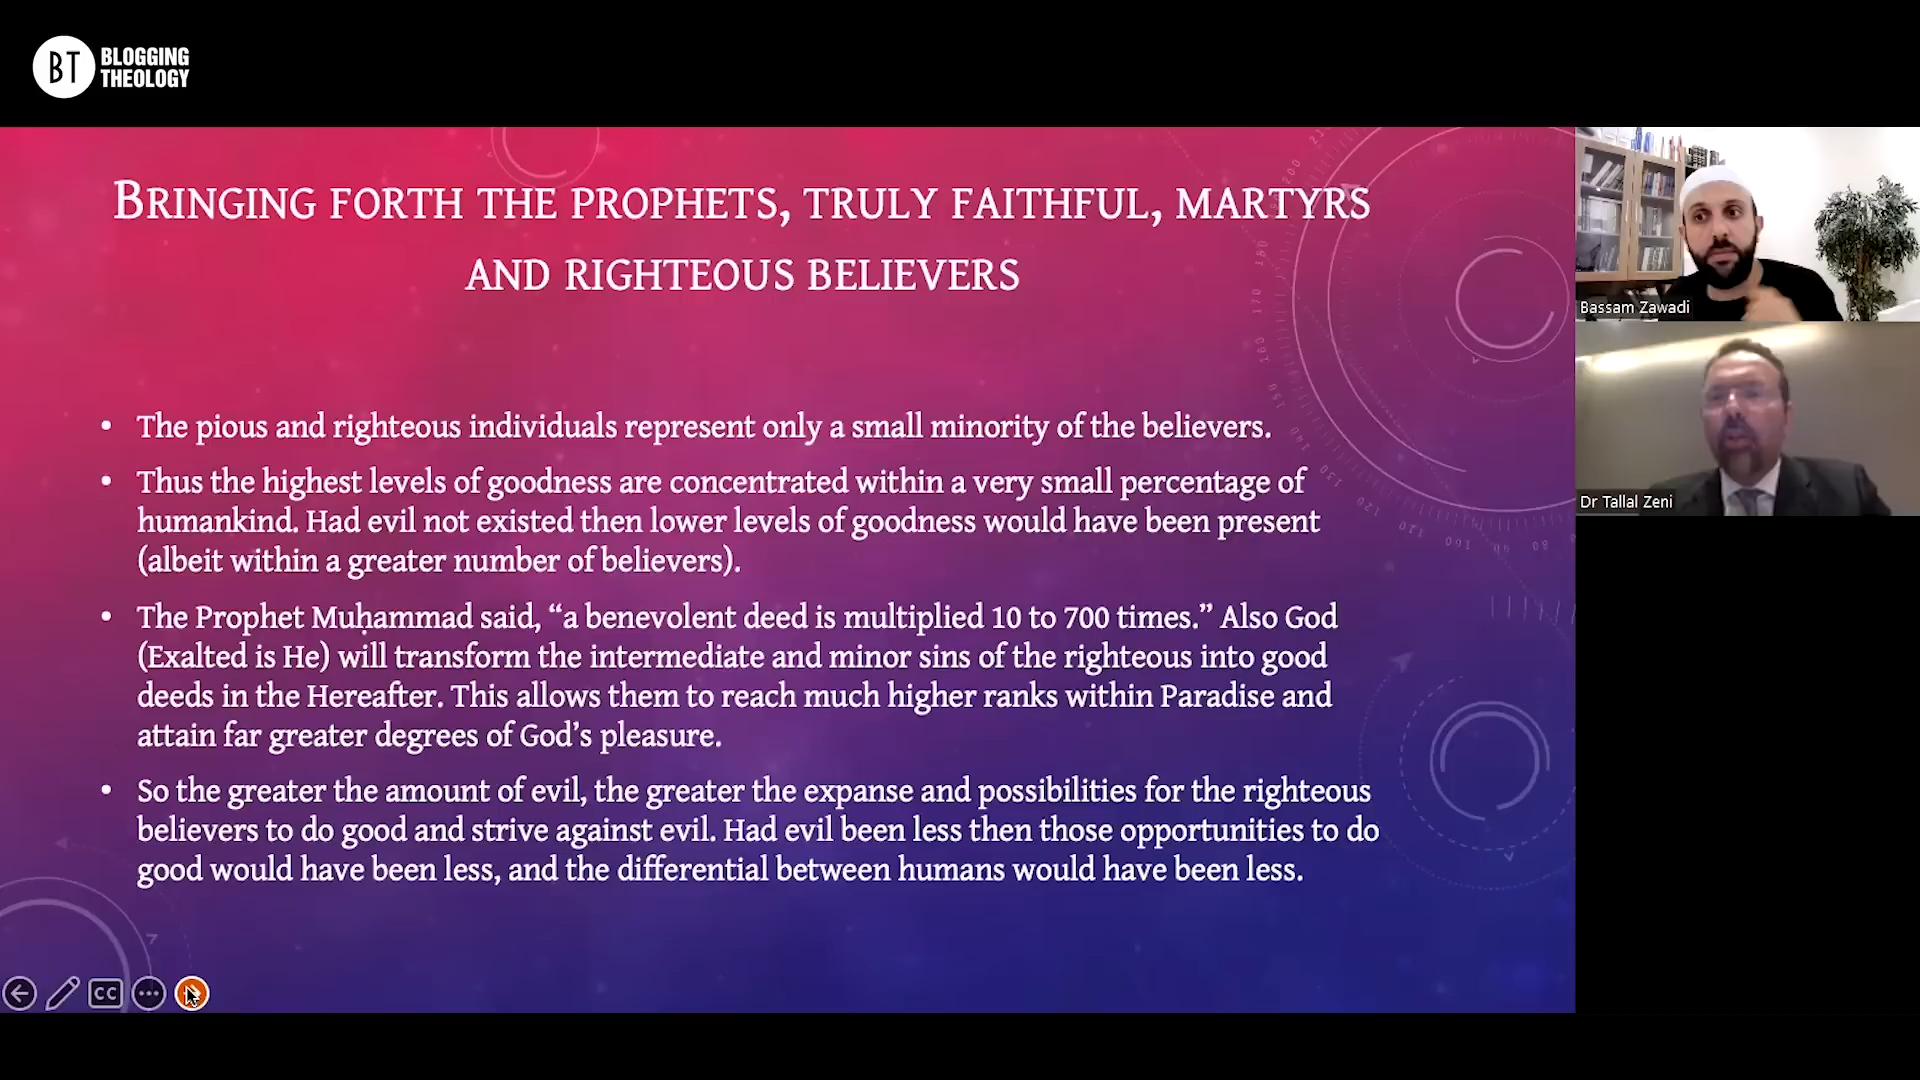 BT BLOGGING
THEOLOGY
BRINGING FORTH THE PROPHETS, TRULY FAITHFUL, MARTYRS
AND RIGHTEOUS BELIEVERS
• The pious and righteous individuals represent only a small minority of the believers.
• Thus the highest levels of goodness are concentrated within a very small percentage of
humankind. Had evil not existed then lower levels of goodness would have been present
(albeit within a greater number of believers).
• The Prophet Muḥammad said, “a benevolent deed is multiplied 10 to 700 times.” Also God
(Exalted is He) will transform the intermediate and minor sins of the righteous into good
deeds in the Hereafter. This allows them to reach much higher ranks within Paradise and
attain far greater degrees of God’s pleasure.
• So the greater the amount of evil, the greater the expanse and possibilities for the righteous
believers to do good and strive against evil. Had evil been less then those opportunities to do
good would have been less, and the differential between humans would have been less.
Bassam Zawadi
Dr Tallal Zeni
CC